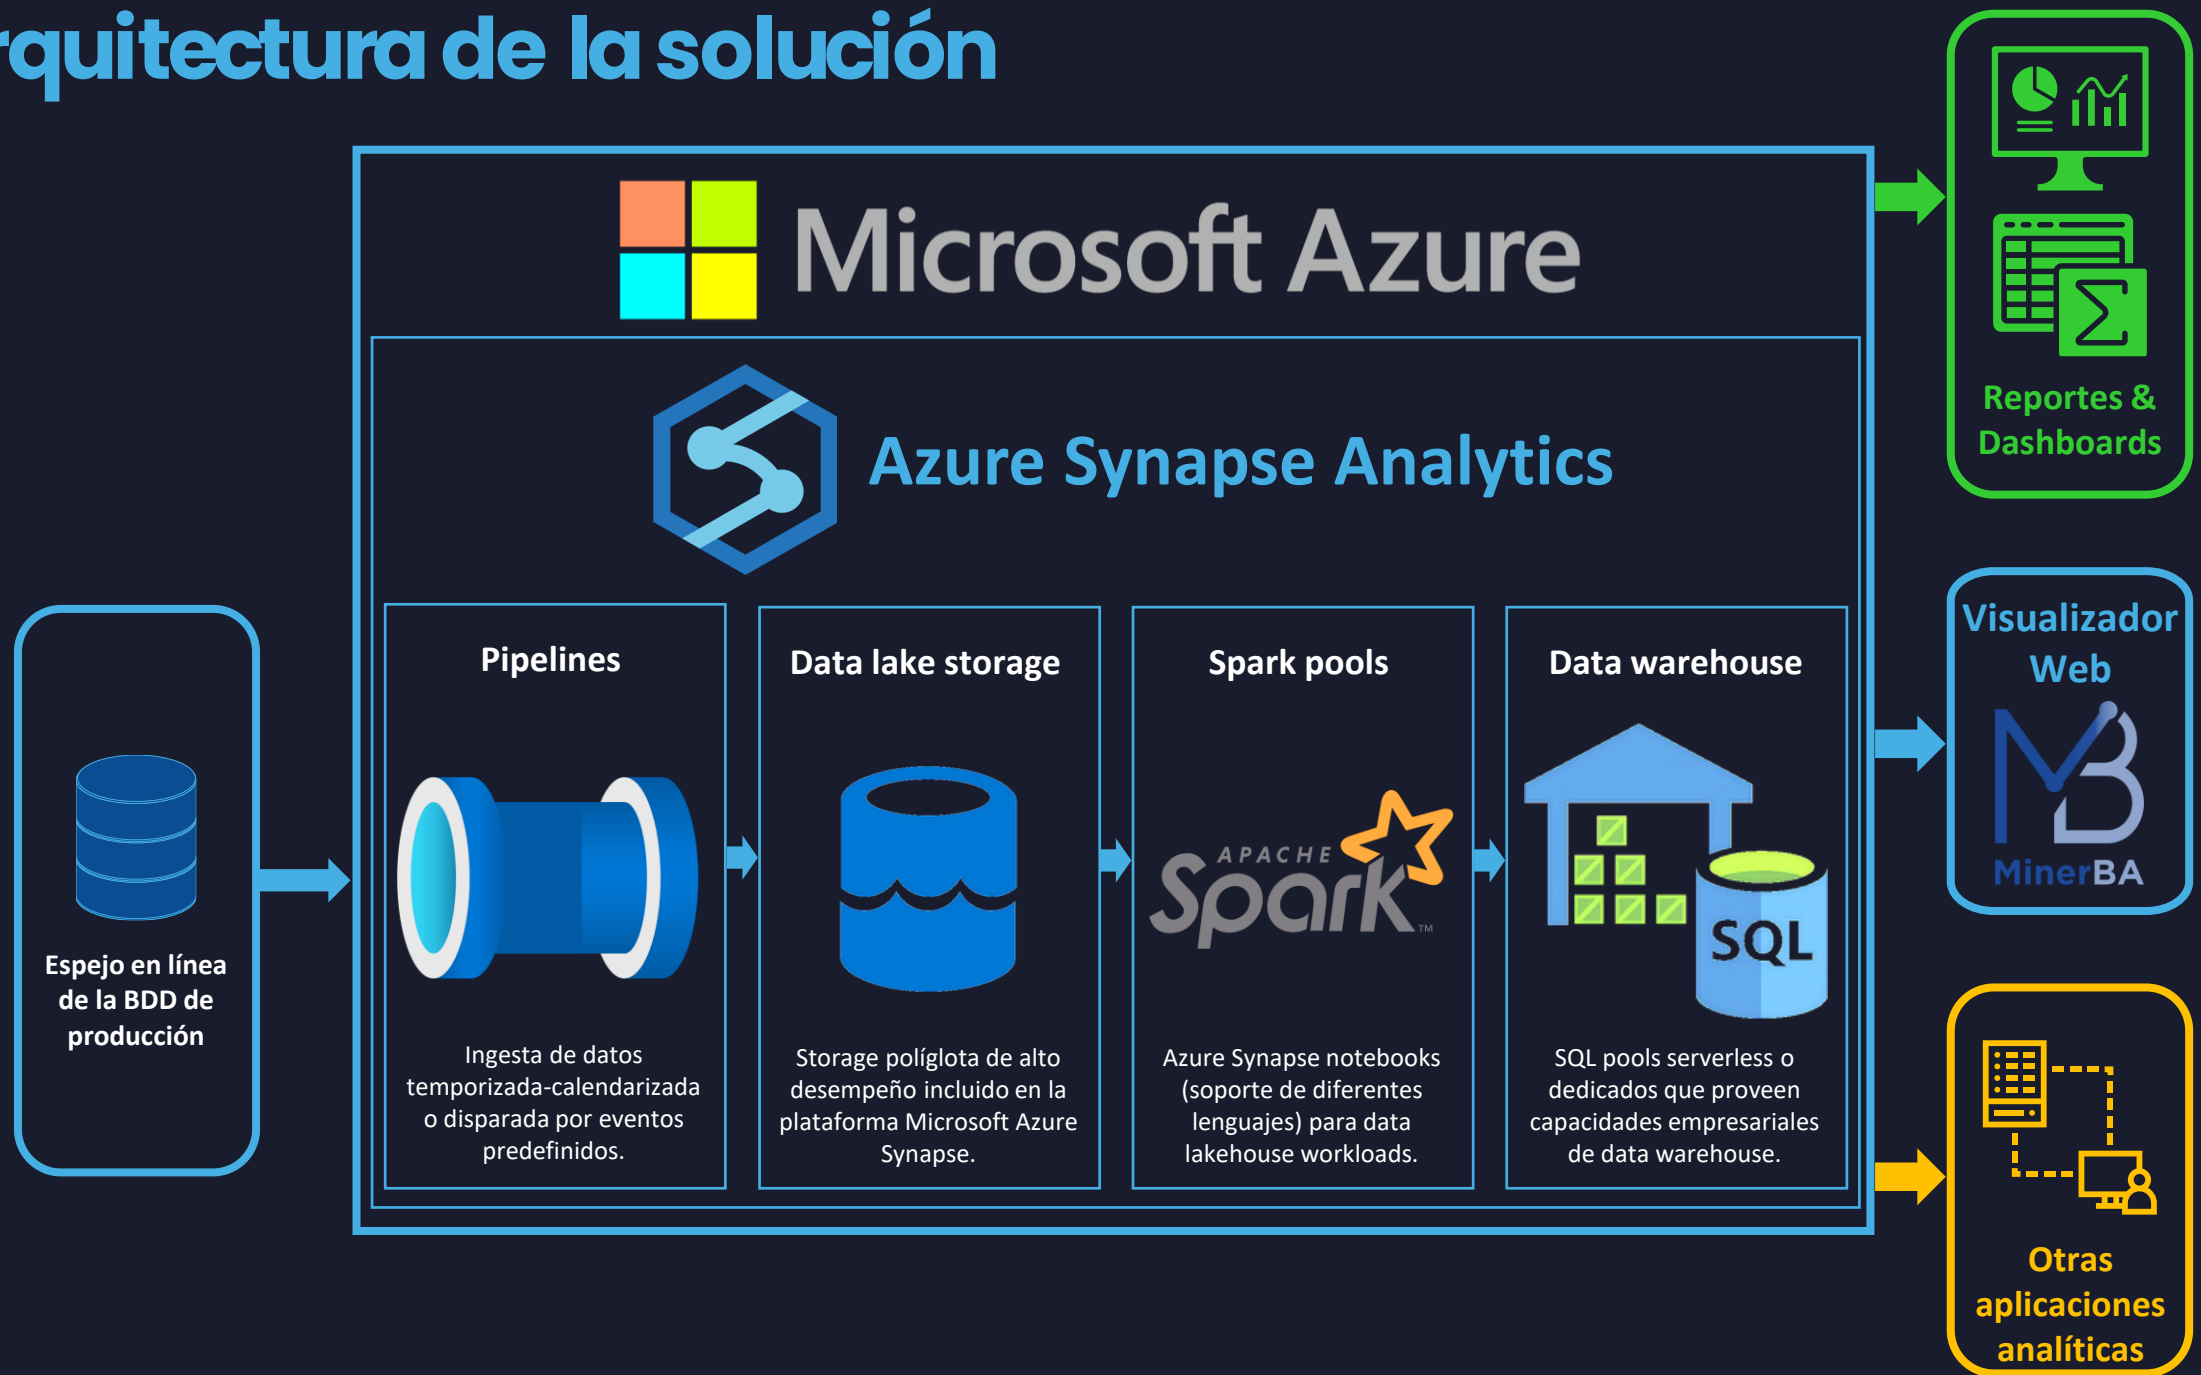 rquitectura de la solución
Microsoft Azure
Azure Synapse Analytics
Espejo en línea
de la BDD de
producción
Pipelines
Ingesta de datos
temporizada-calendarizada
o disparada por eventos
predefinidos.
Data lake storage
Storage políglota de alto
desempeño incluido en la
plataforma Microsoft Azure
Synapse.
Spark pools
APACHE
Spark™
Azure Synapse notebooks
(soporte de diferentes
lenguajes) para data
lakehouse workloads.
Data warehouse
SQL
SQL pools serverless o
dedicados que proveen
capacidades empresariales
de data warehouse.
Reportes &
Dashboards
Visualizador
Web
MinerBA
Otras
aplicaciones
analíticas